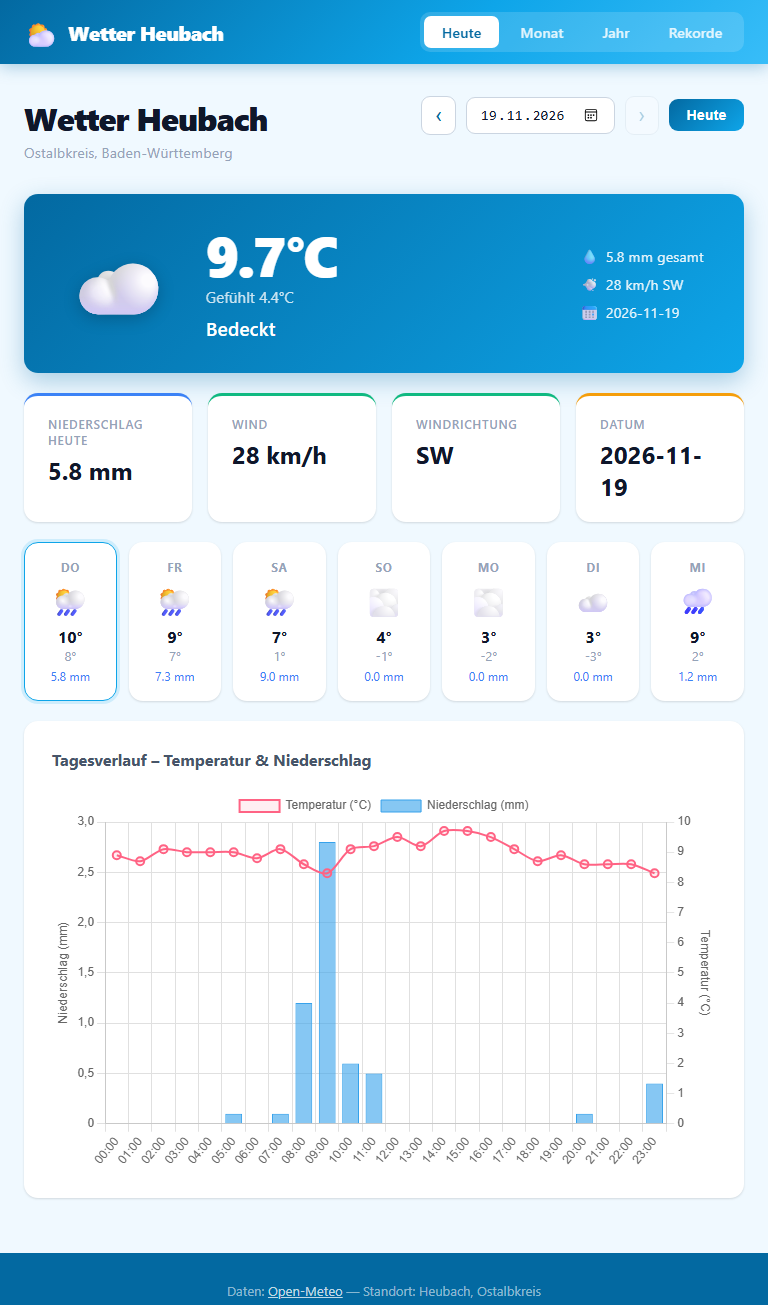 Wetter Heubach
Heute Monat Jahr Rekorde
Wetter Heubach
Ostalbkreis, Baden-Württemberg
‹ 19.11.2026 › Heute
9.7°C
Gefühlt 4.4°C
Bedeckt
5.8 mm gesamt
28 km/h SW
2026-11-19
NIEDERSCHLAG
HEUTE
5.8 mm
WIND
28 km/h
WINDRICHTUNG
SW
DATUM
2026-11-
19
DO FR SA SO MO DI MI
10° 9° 7° 4° 3° 3° 9°
8° 7° 1° -1° -2° -3° 2°
5.8 mm 7.3 mm 9.0 mm 0.0 mm 0.0 mm 0.0 mm 1.2 mm
Tagesverlauf – Temperatur & Niederschlag
Temperatur (°C) Niederschlag (mm)
Niederschlag (mm)
3,0
2,5
2,0
1,5
1,0
0,5
0
10
9
8
7
6
5
4
3
2
1
0
Temperatur (°C)
00:00 01:00 02:00 03:00 04:00 05:00 06:00 07:00 08:00 09:00 10:00 11:00 12:00 13:00 14:00 15:00 16:00 17:00 18:00 19:00 20:00 21:00 22:00 23:00
Daten: Open-Meteo — Standort: Heubach, Ostalbkreis